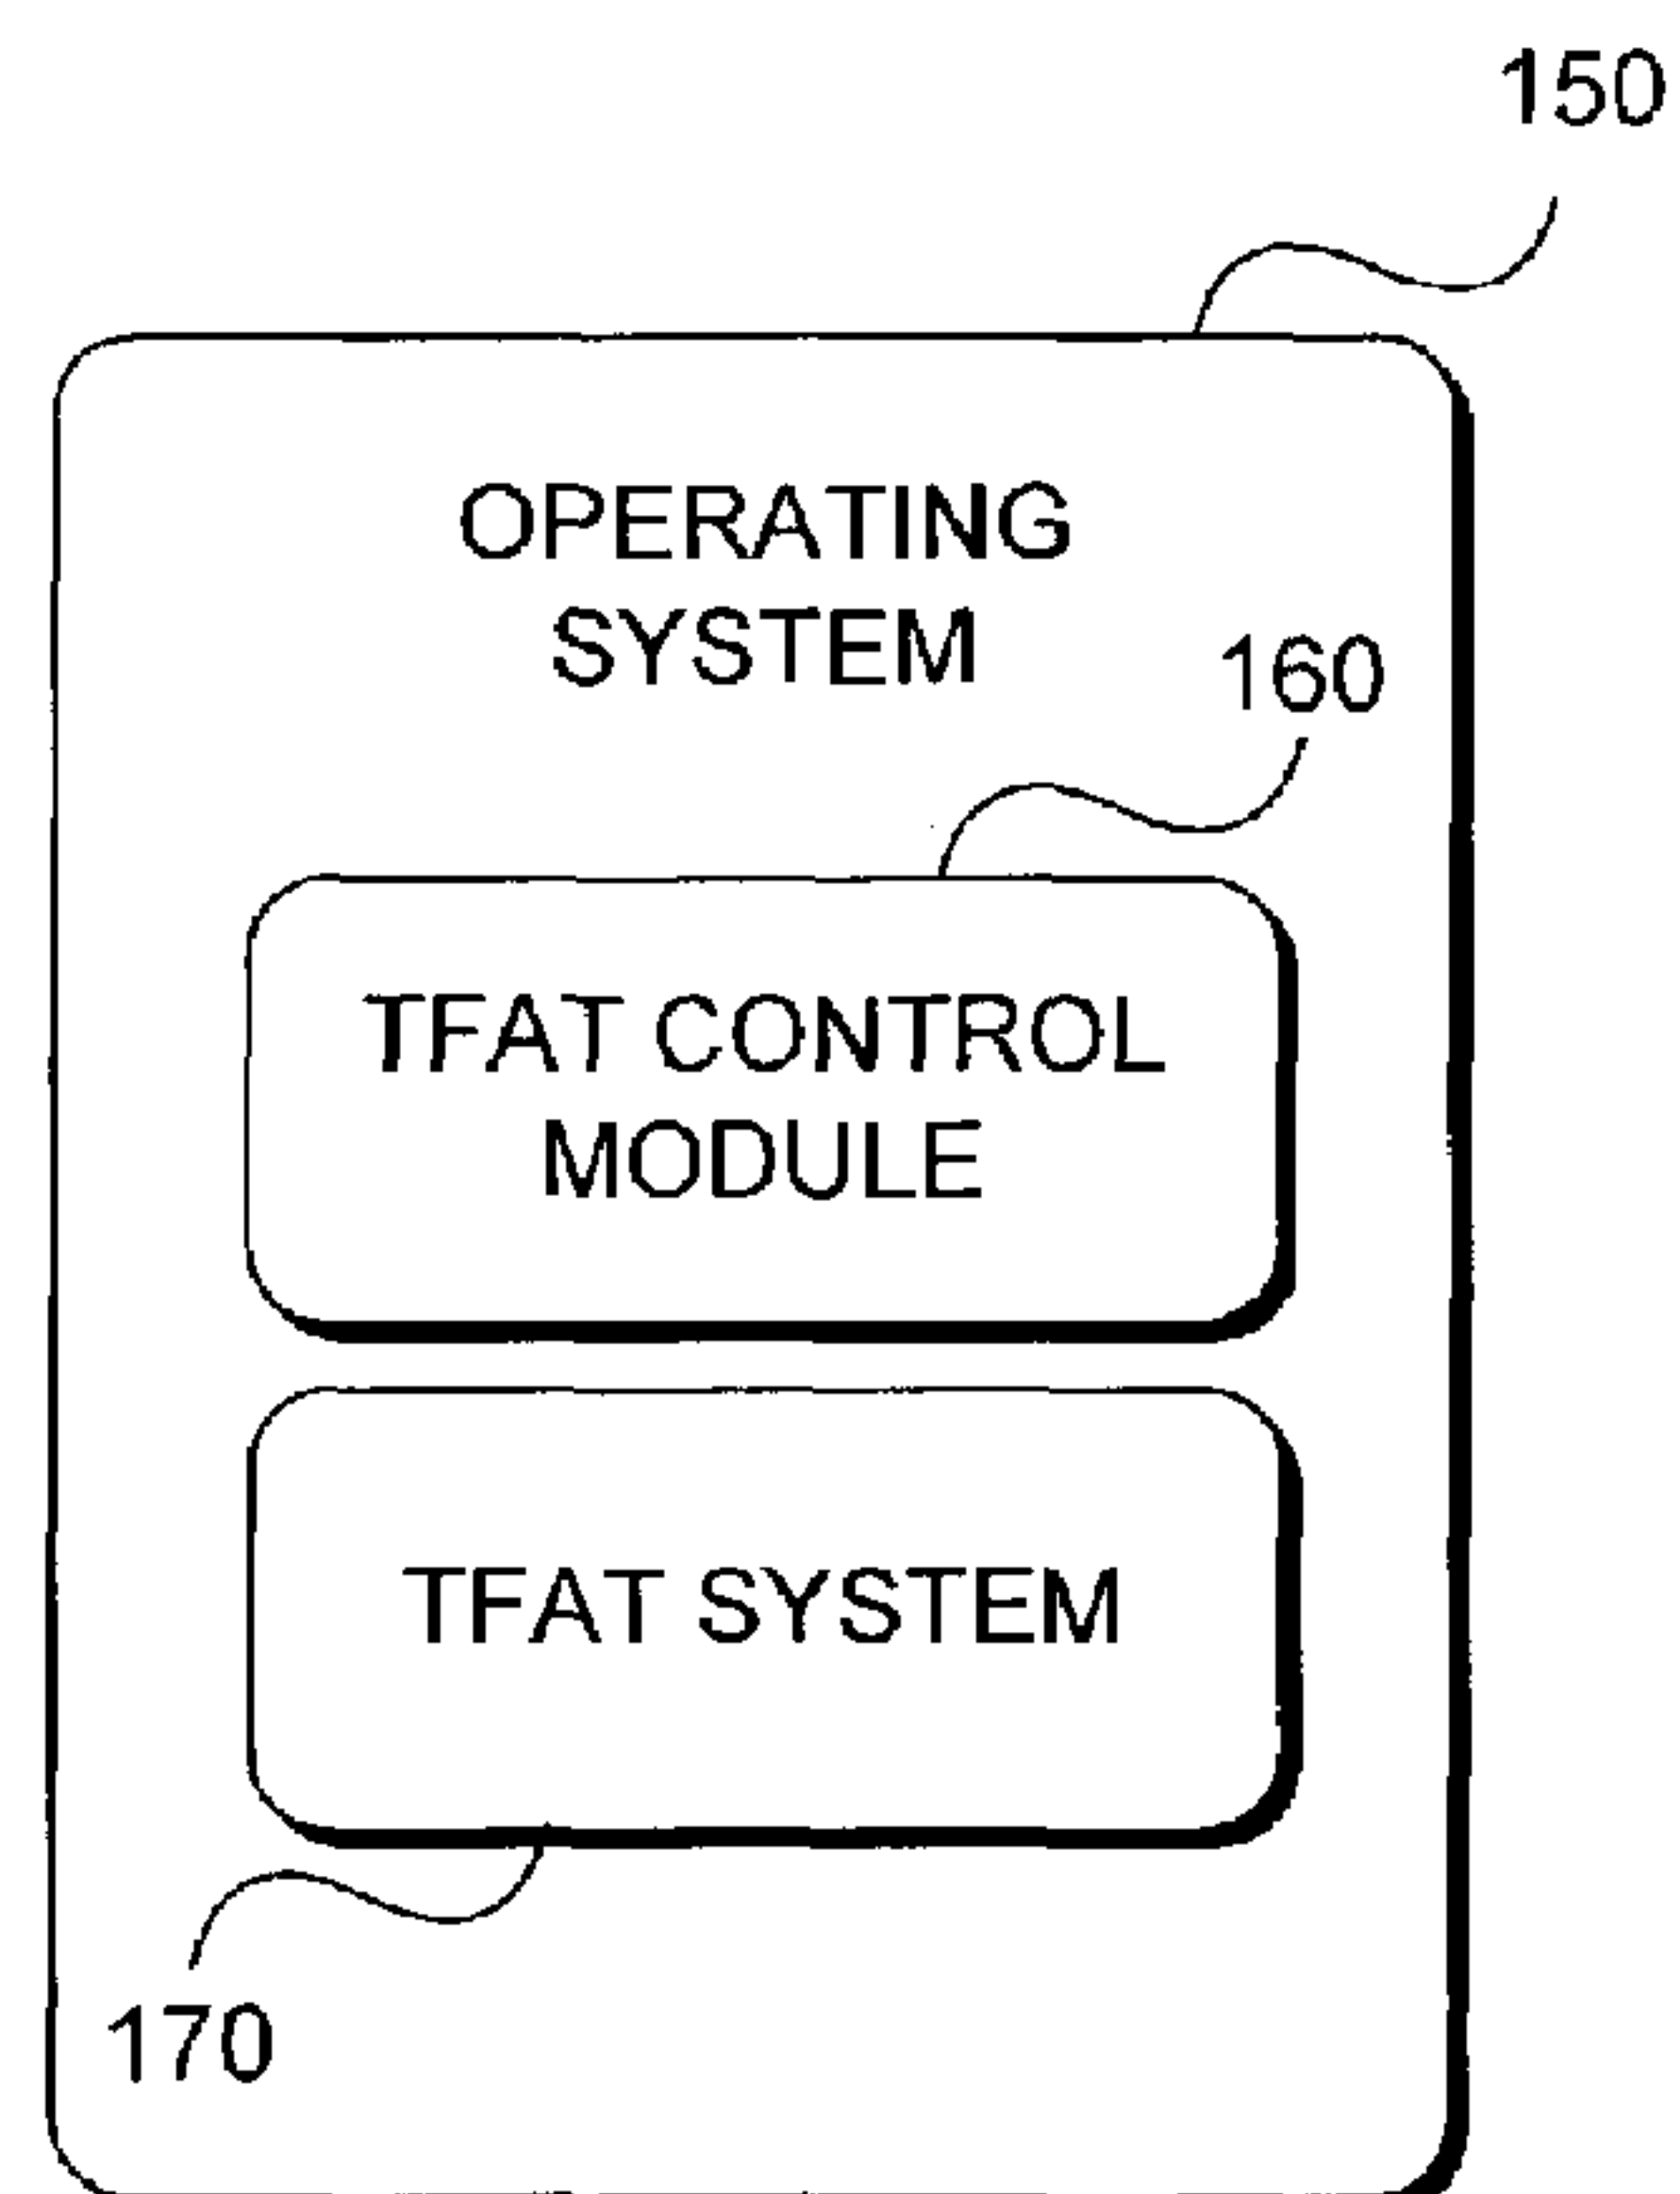 150
OPERATING
SYSTEM
160
TFAT CONTROL
MODULE
TFAT SYSTEM
170